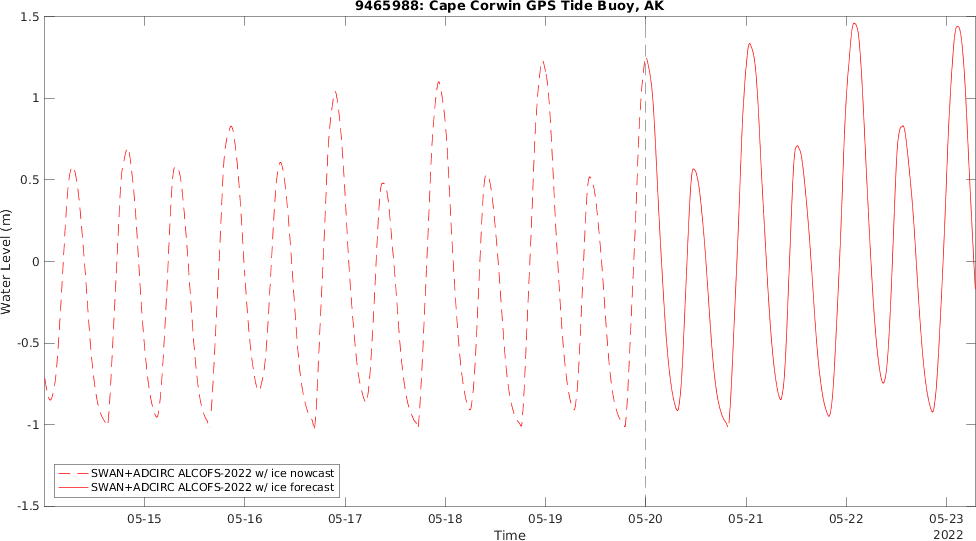 9465988: Cape Corwin GPS Tide Buoy, AK
Water Level (m)
1.5
1
0.5
0
-0.5
-1
-1.5
SWAN+ADCIRC ALCOFS-2022 w/ ice nowcast
SWAN+ADCIRC ALCOFS-2022 w/ ice forecast
05-15 05-16 05-17 05-18 05-19 05-20 05-21 05-22 05-23
Time
2022